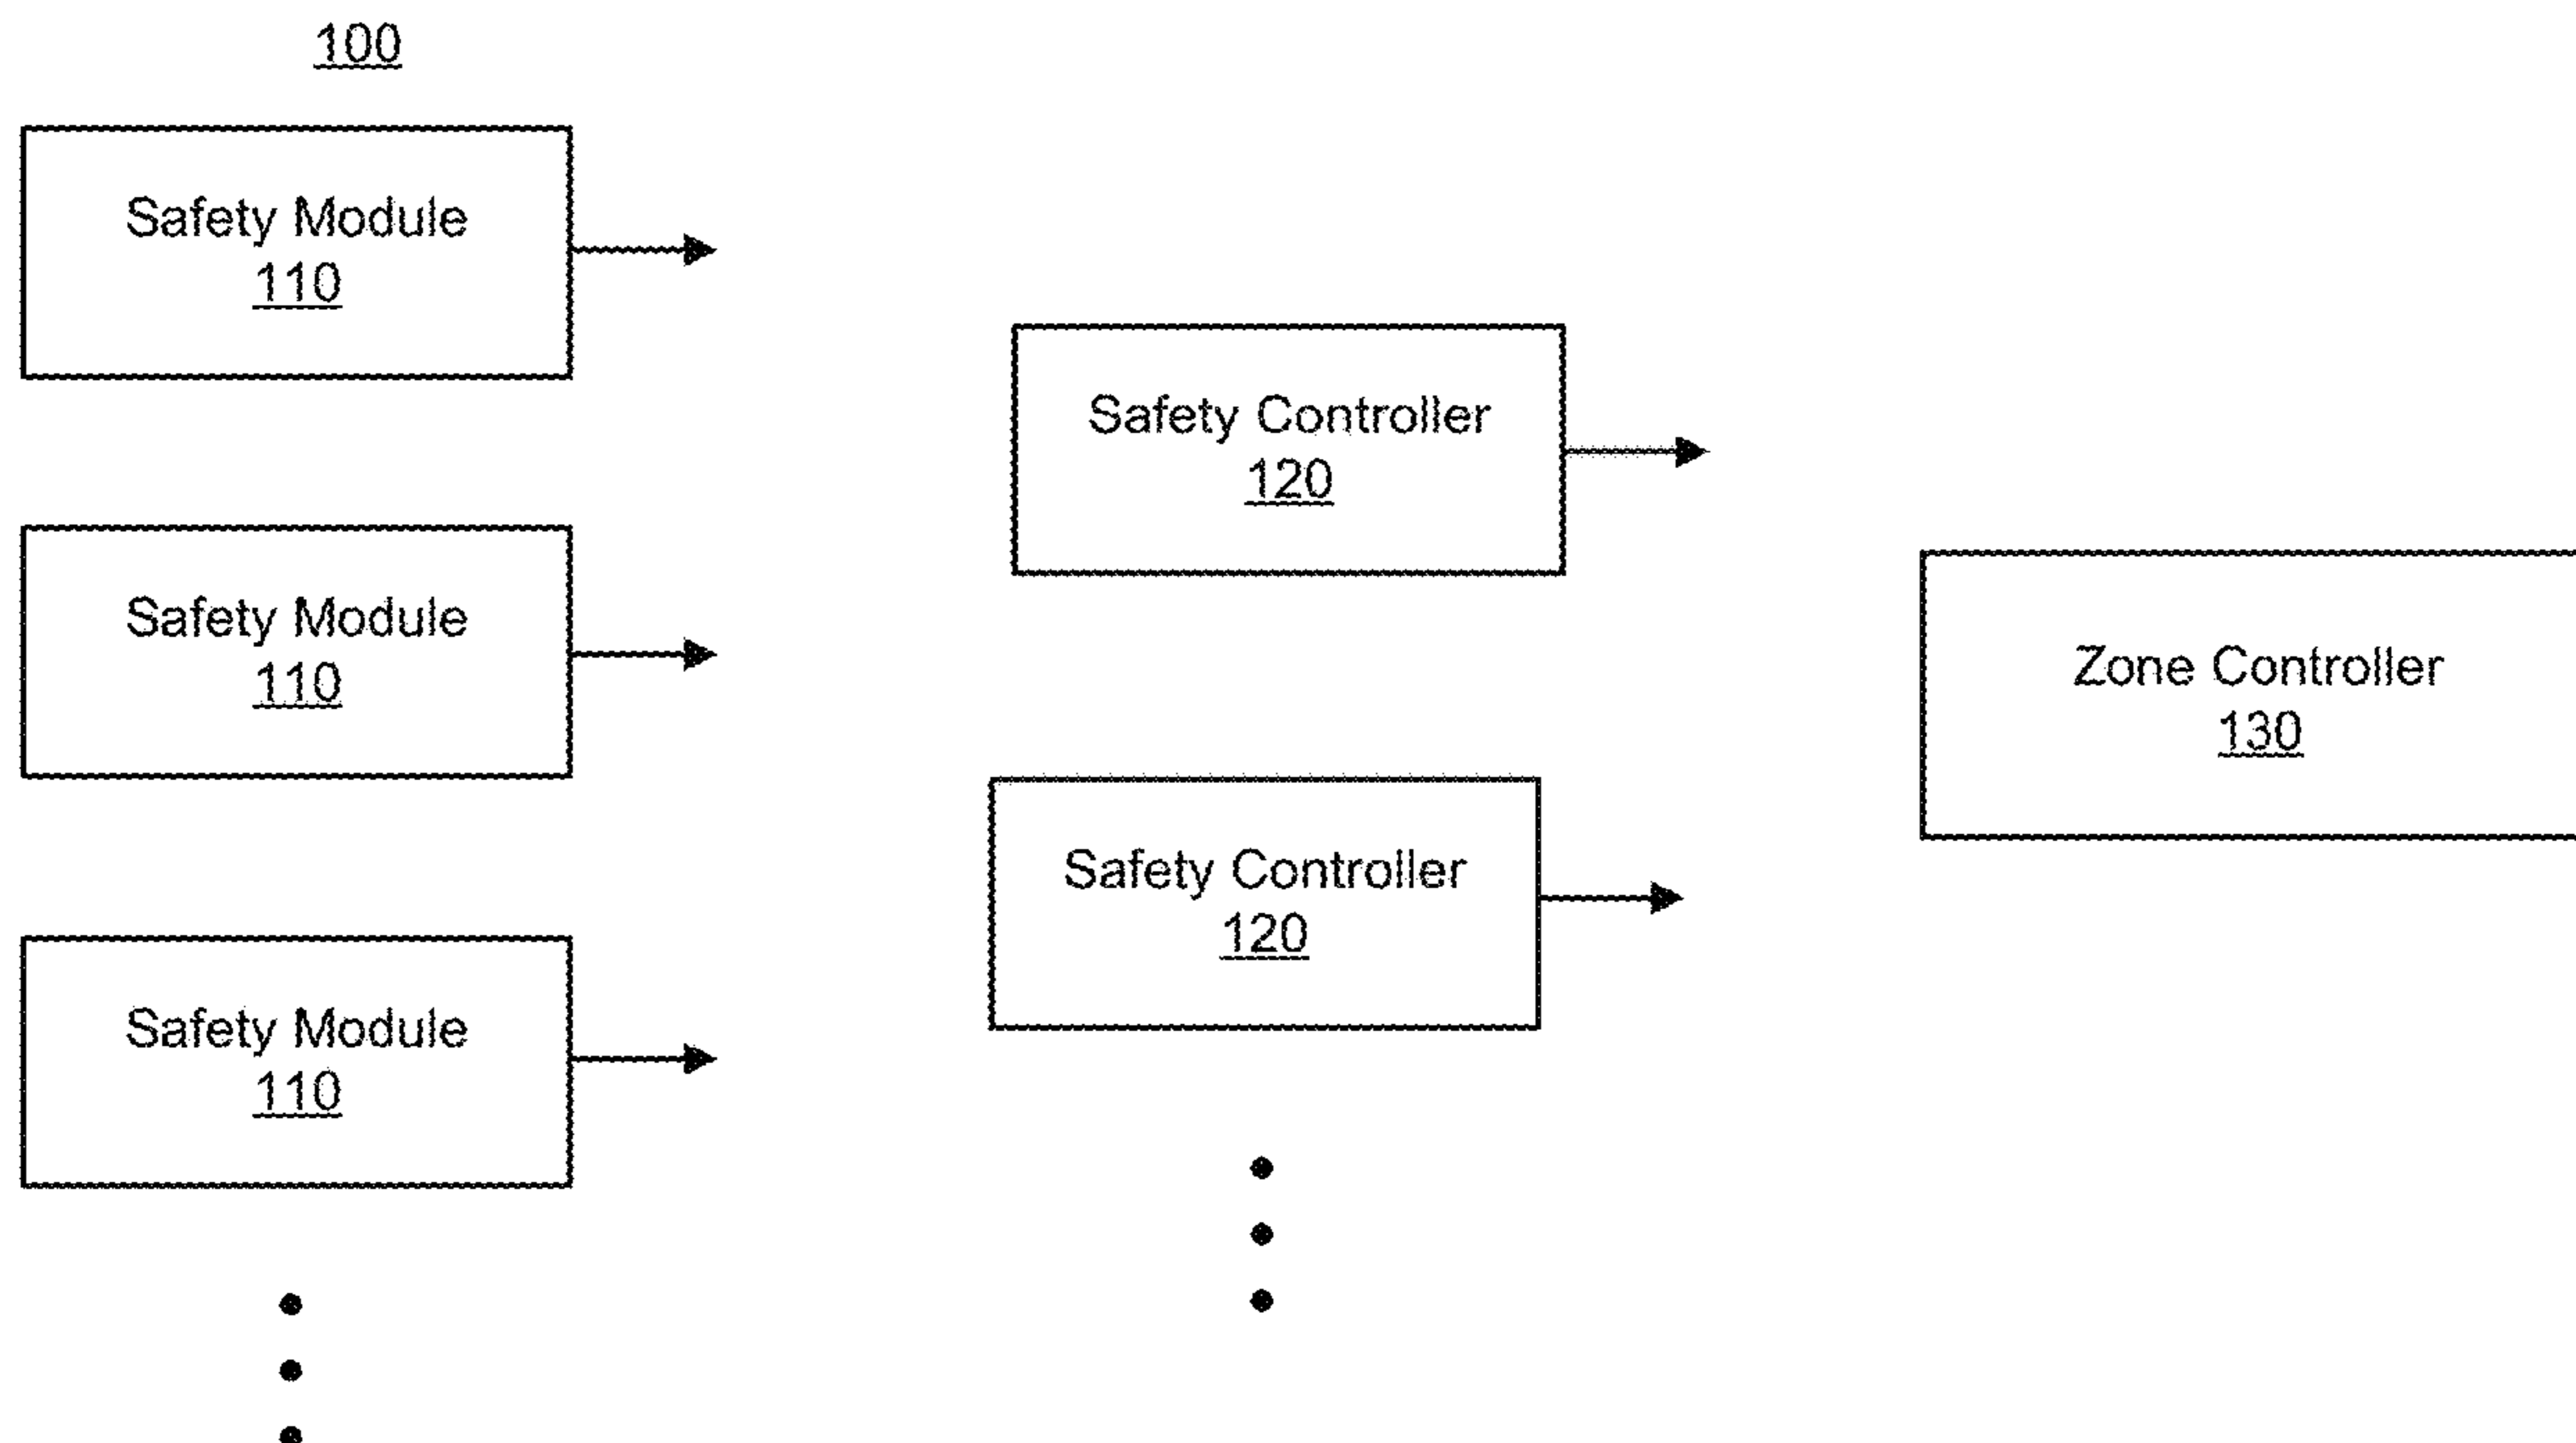 100
Safety Module
110
Safety Controller
120
Safety Module
110
Zone Controller
130
Safety Controller
120
Safety Module
110